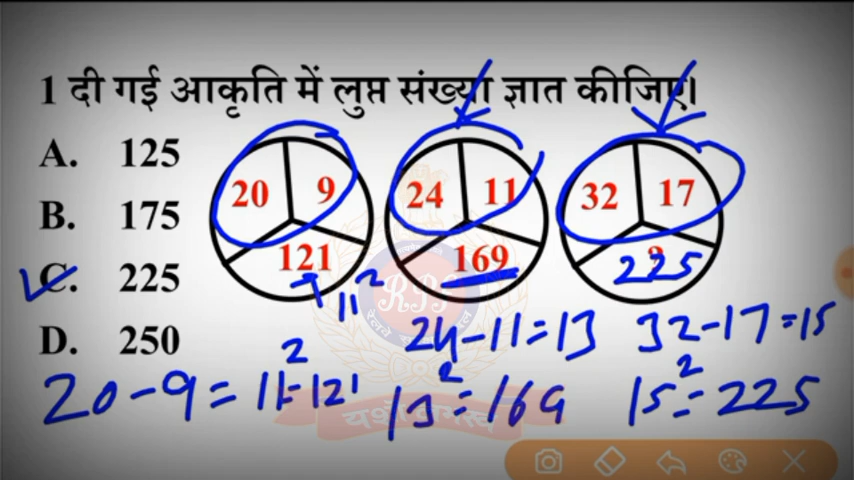 1 दी गई आकृति में लुप्त संख्या ज्ञात कीजिए।
A. 125
B. 175
C. 225
D. 250
20 9
121
24 11
169
32 17
225
11²
24-11=13
32-17=15
20-9=11²=121
13²=169
15²=225
RPS